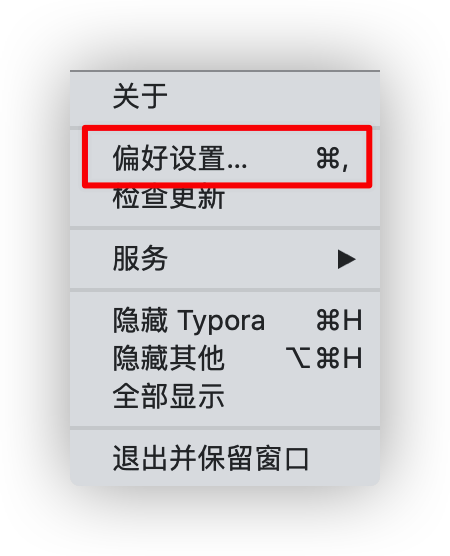 关于
偏好设置... ⌘,
检查更新
服务 ▶
隐藏 Typora ⌘H
隐藏其他 ⌥⌘H
全部显示
退出并保留窗口